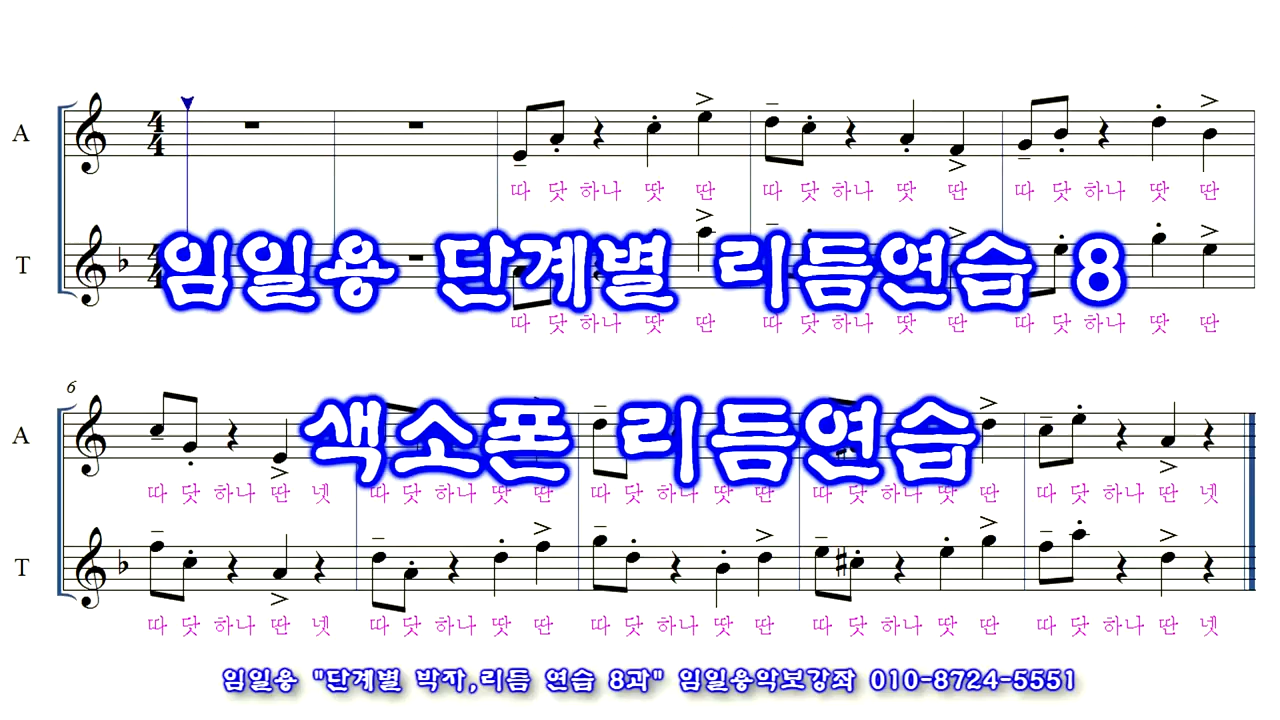 A
4
4
따 닷 하나 땃 딴 따 닷 하나 땃 딴 따 닷 하나 땃 딴
T
4
4
임일용 단계별 리듬연습 8
따 닷 하나 땃 딴 따 닷 하나 땃 딴 따 닷 하나 땃 딴
6
A
색소폰 리듬연습
따 닷 하나 딴 넷 따 닷 하나 땃 딴 따 닷 하나 땃 딴 따 닷 하나 땃 딴 따 닷 하나 딴 넷
T
따 닷 하나 딴 넷 따 닷 하나 땃 딴 따 닷 하나 땃 딴 따 닷 하나 땃 딴 따 닷 하나 딴 넷
임일용 "단계별 박자,리듬 연습 8과" 임일용악보강좌 010-8724-5551